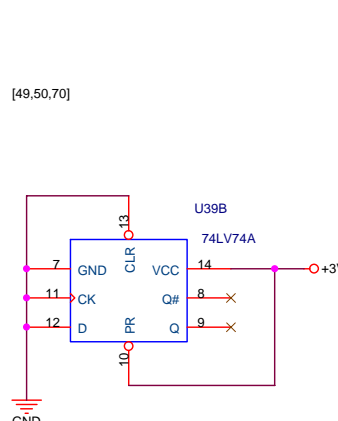 [49,50,70]
U39B
74LV74A
13
CLR
7
GND
VCC
14
11
CK
Q#
8
12
D
PR
Q
9
10
GND